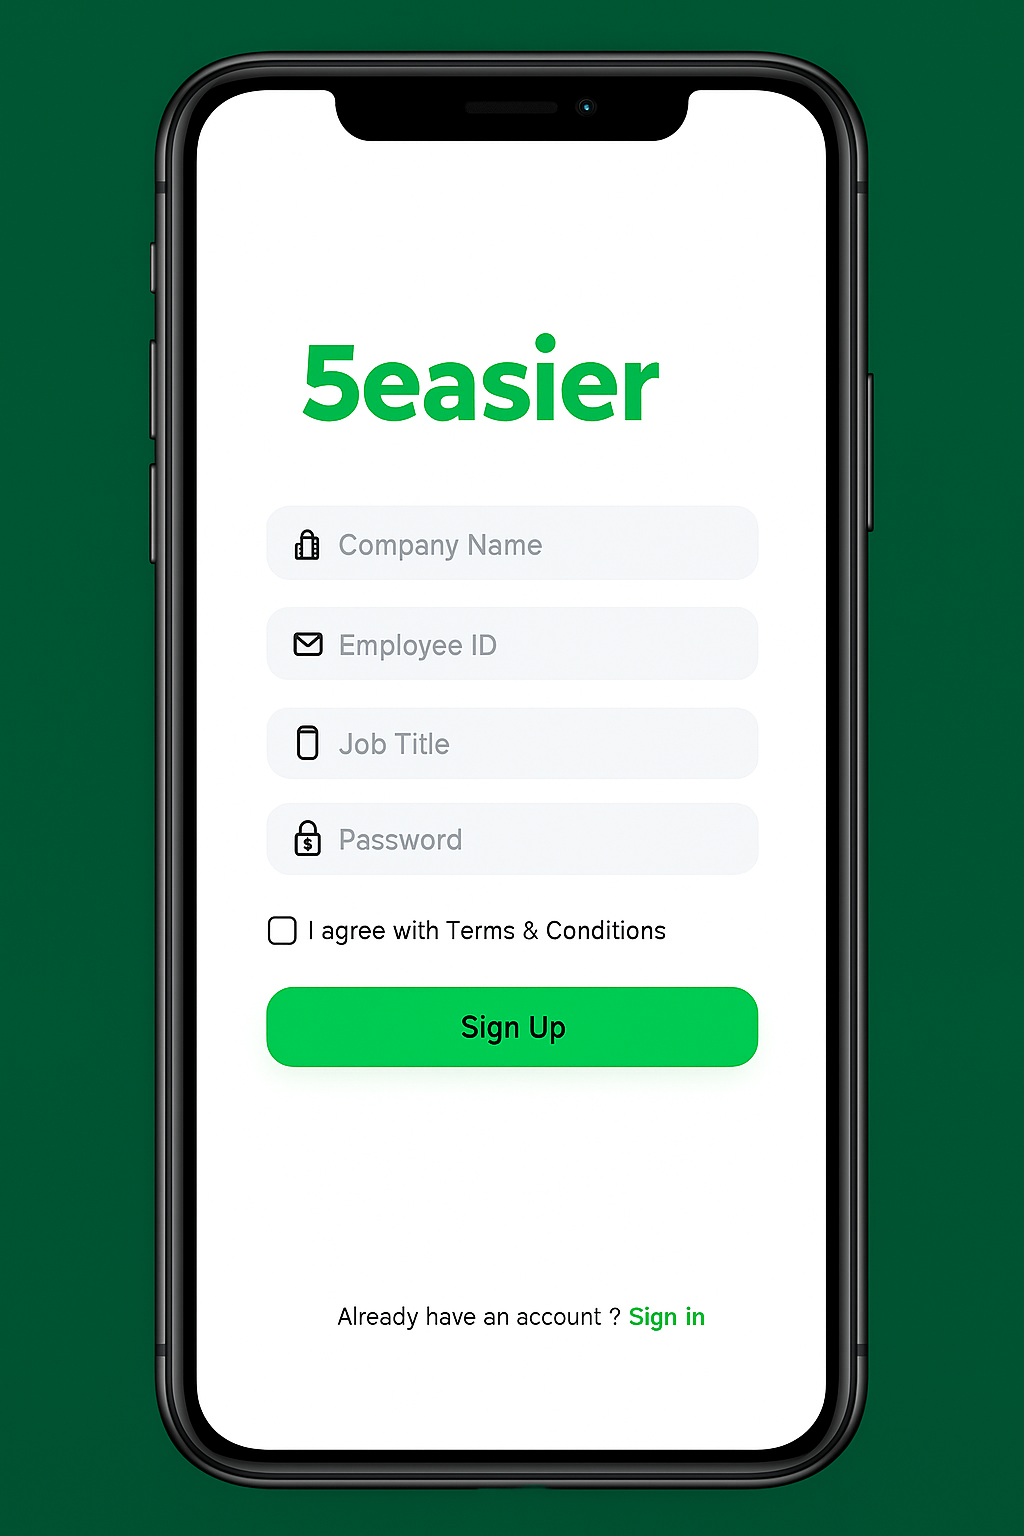 5easier
Company Name
Employee ID
Job Title
$ Password
I agree with Terms & Conditions
Sign Up
Already have an account ? Sign in